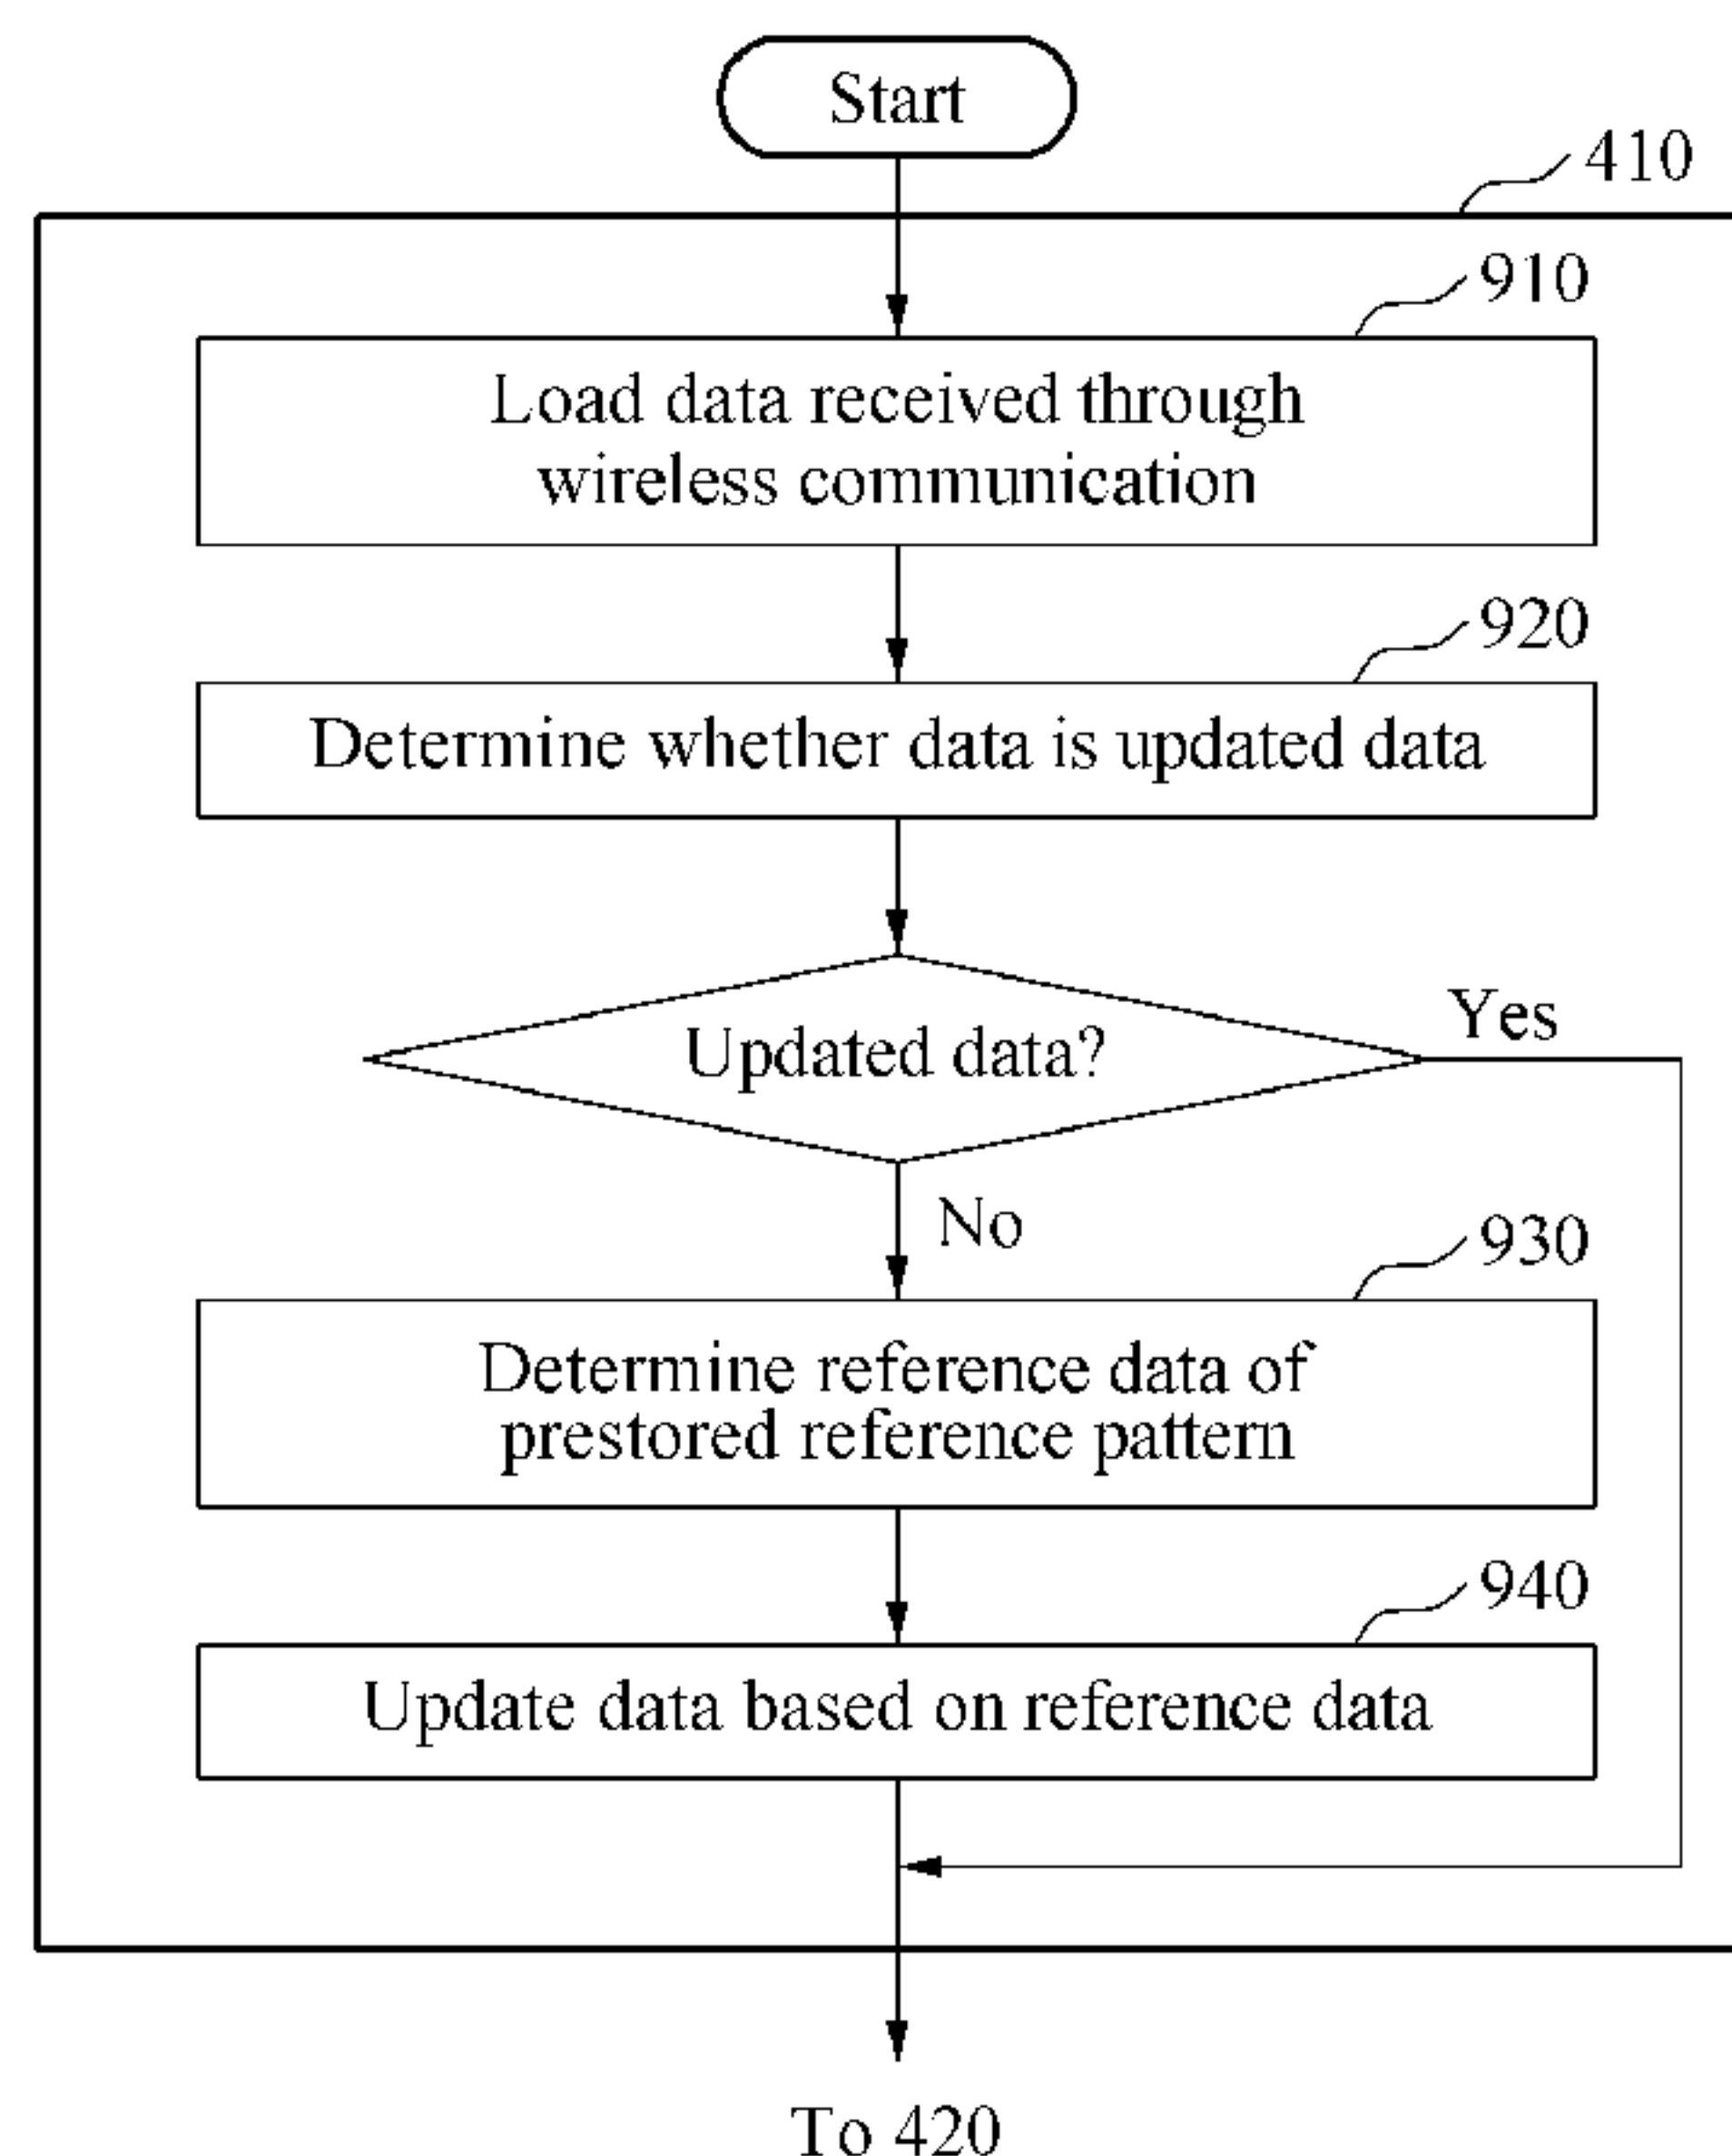 Start
410
910
Load data received through
wireless communication
920
Determine whether data is updated data
Updated data?
Yes
No
930
Determine reference data of
prestored reference pattern
940
Update data based on reference data
To 420